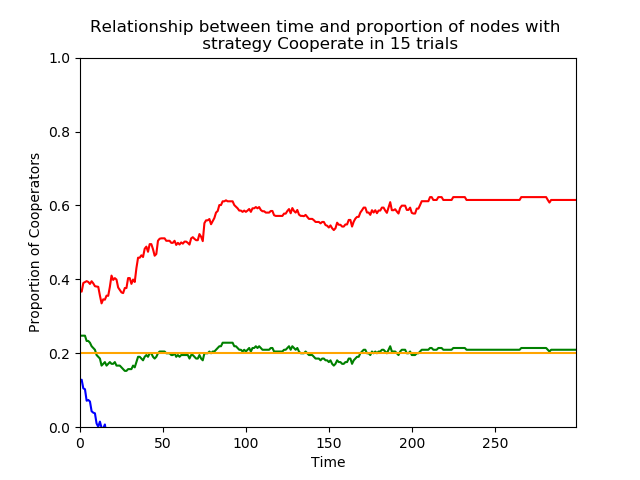 Relationship between time and proportion of nodes with
strategy Cooperate in 15 trials
1.0
0.8
0.6
0.4
0.2
0.0
Proportion of Cooperators
0 50 100 150 200 250
Time